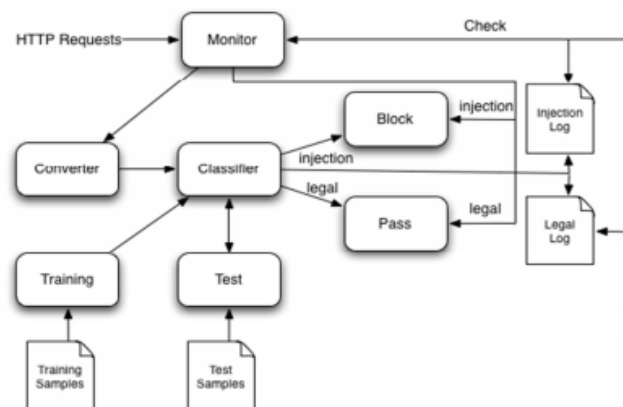 HTTP Requests
Monitor
Check
Block
injection
Injection
Log
Converter
Classifier
injection
legal
Pass
legal
Legal
Log
Training
Test
Training
Samples
Test
Samples